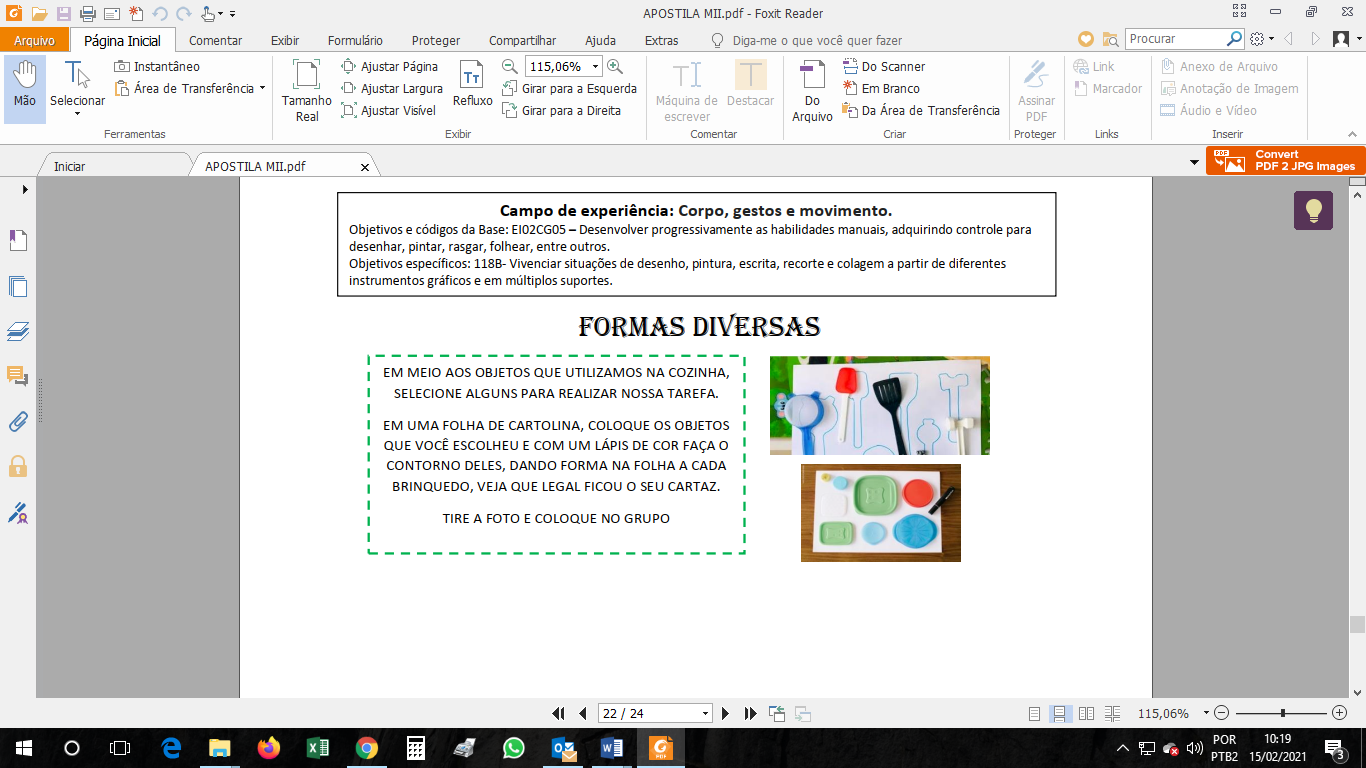 APOSTILA MII.pdf - Foxit Reader
Arquivo Página Inicial Comentar Exibir Formulário Proteger Compartilhar Ajuda Extras Diga-me o que você quer fazer Procurar
Mão
Selecionar
Instantâneo
Área de Transferência
Ferramentas
Tamanho Real
Ajustar Página
Ajustar Largura
Ajustar Visível
Refluxo
115,06%
Girar para a Esquerda
Girar para a Direita
Exibir
Máquina de escrever
Destacar
Comentar
Do Arquivo
Do Scanner
Em Branco
Da Área de Transferência
Criar
Assinar PDF
Proteger
Link
Marcador
Links
Anexo de Arquivo
Anotação de Imagem
Áudio e Vídeo
Inserir
Iniciar
APOSTILA MII.pdf
PDF
Convert
PDF 2 JPG Images
Campo de experiência: Corpo, gestos e movimento.
Objetivos e códigos da Base: EI02CG05 – Desenvolver progressivamente as habilidades manuais, adquirindo controle para
desenhar, pintar, rasgar, folhear, entre outros.
Objetivos específicos: 118B- Vivenciar situações de desenho, pintura, escrita, recorte e colagem a partir de diferentes
instrumentos gráficos e em múltiplos suportes.
FORMAS DIVERSAS
EM MEIO AOS OBJETOS QUE UTILIZAMOS NA COZINHA,
SELECIONE ALGUNS PARA REALIZAR NOSSA TAREFA.
EM UMA FOLHA DE CARTOLINA, COLOQUE OS OBJETOS
QUE VOCÊ ESCOLHEU E COM UM LÁPIS DE COR FAÇA O
CONTORNO DELES, DANDO FORMA NA FOLHA A CADA
BRINQUEDO, VEJA QUE LEGAL FICOU O SEU CARTAZ.
TIRE A FOTO E COLOQUE NO GRUPO
22 / 24
115,06%
POR
PTB2
10:19
15/02/2021
3